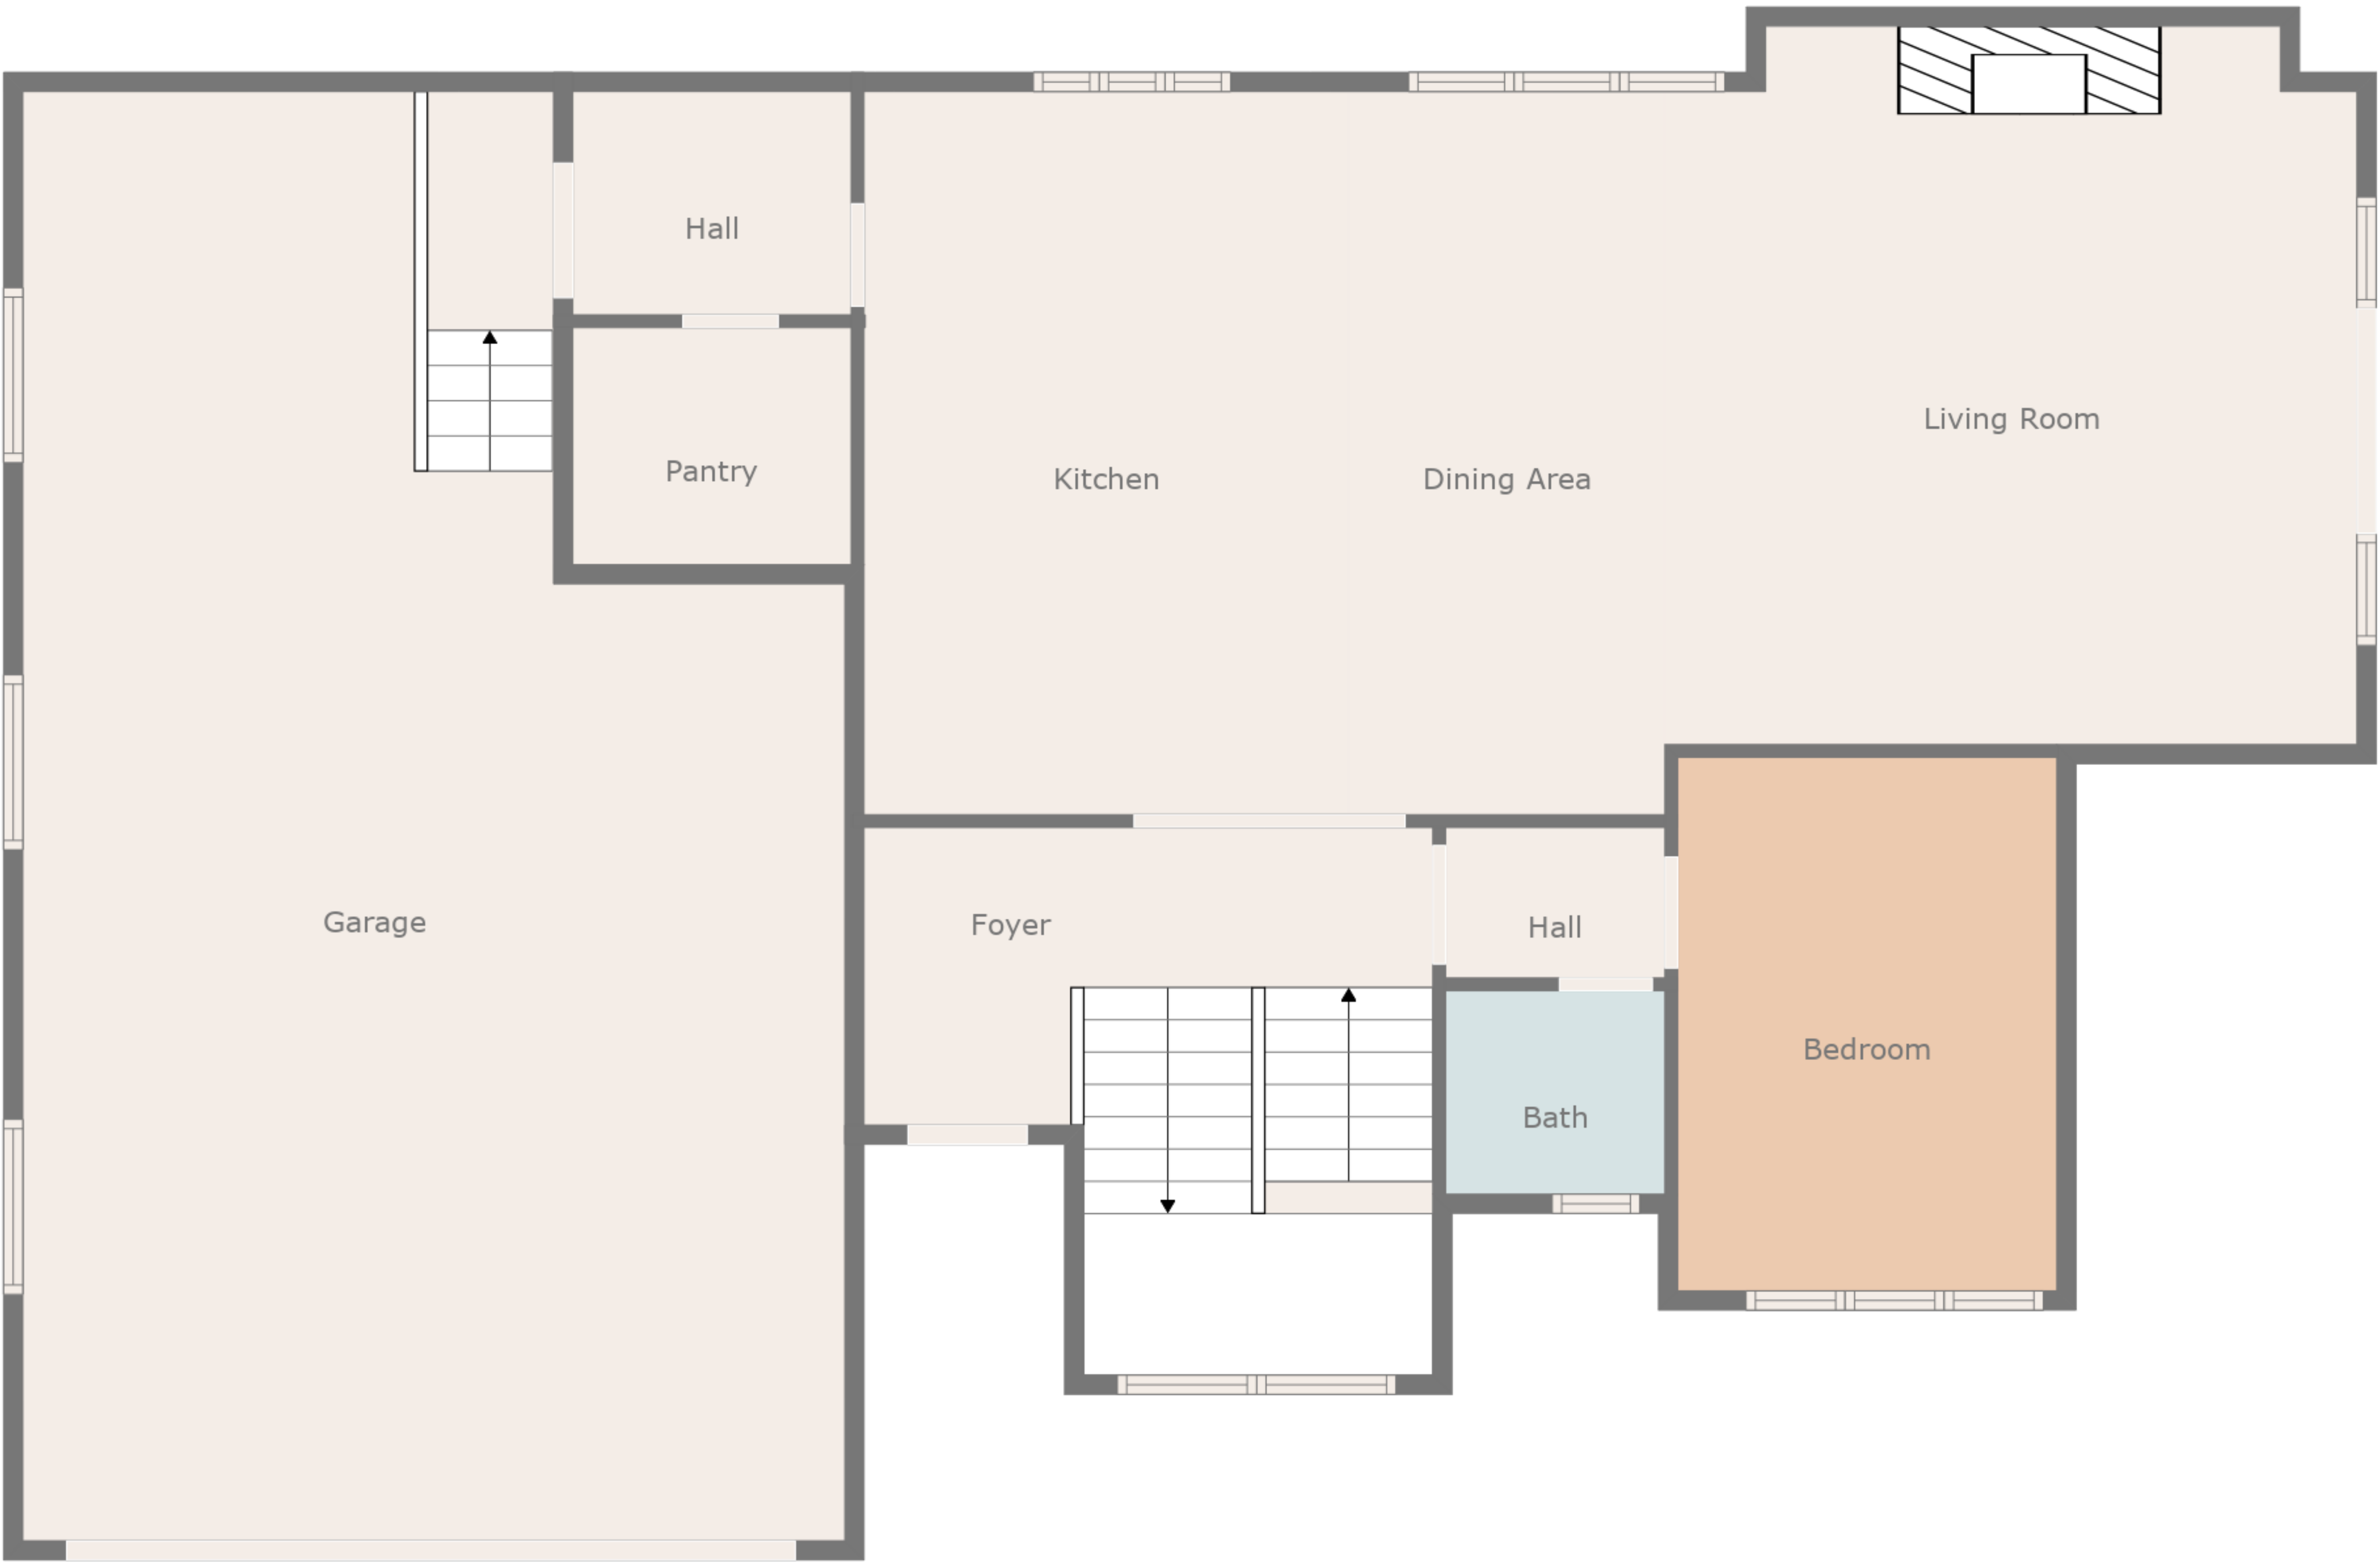 Hall
Living Room
Pantry
Kitchen
Dining Area
Garage
Foyer
Hall
Bedroom
Bath